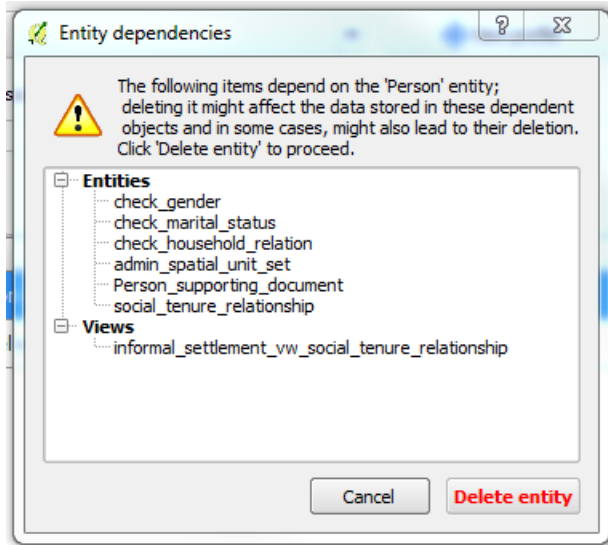 Entity dependencies
The following items depend on the 'Person' entity;
deleting it might affect the data stored in these dependent
objects and in some cases, might also lead to their deletion.
Click 'Delete entity' to proceed.
Entities
check_gender
check_marital_status
check_household_relation
admin_spatial_unit_set
Person_supporting_document
social_tenure_relationship
Views
informal_settlement_vw_social_tenure_relationship
Cancel
Delete entity